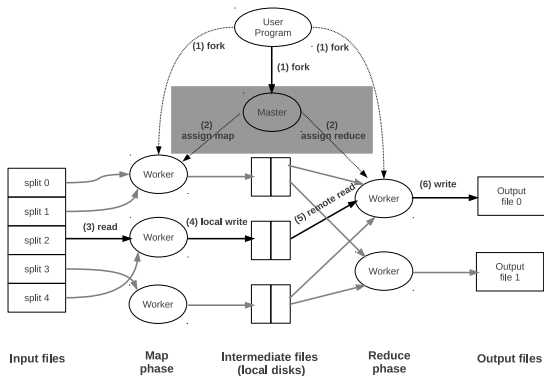 User
Program
(1) fork
(1) fork
(1) fork
Master
(2)
assign map
(2)
assign reduce
split 0
split 1
split 2
split 3
split 4
Worker
Worker
Worker
(3) read
(4) local write
(5) remote read
Worker
Worker
(6) write
Output
file 0
Output
file 1
Input files
Map
phase
Intermediate files
(local disks)
Reduce
phase
Output files